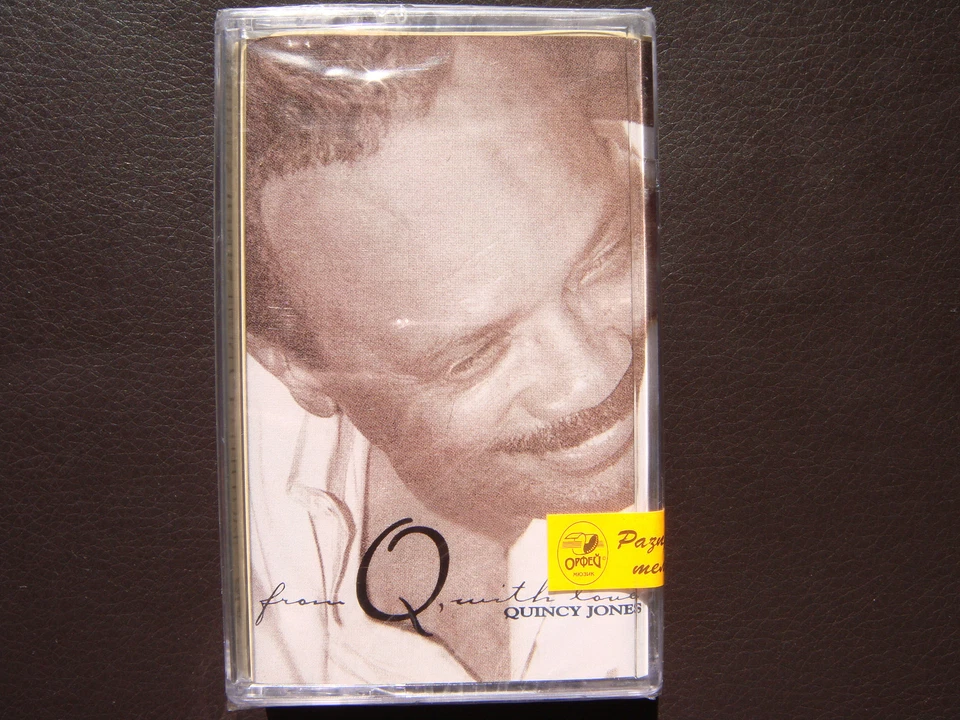 from Q, with love
QUINCY JONES
ОРФЕЙ